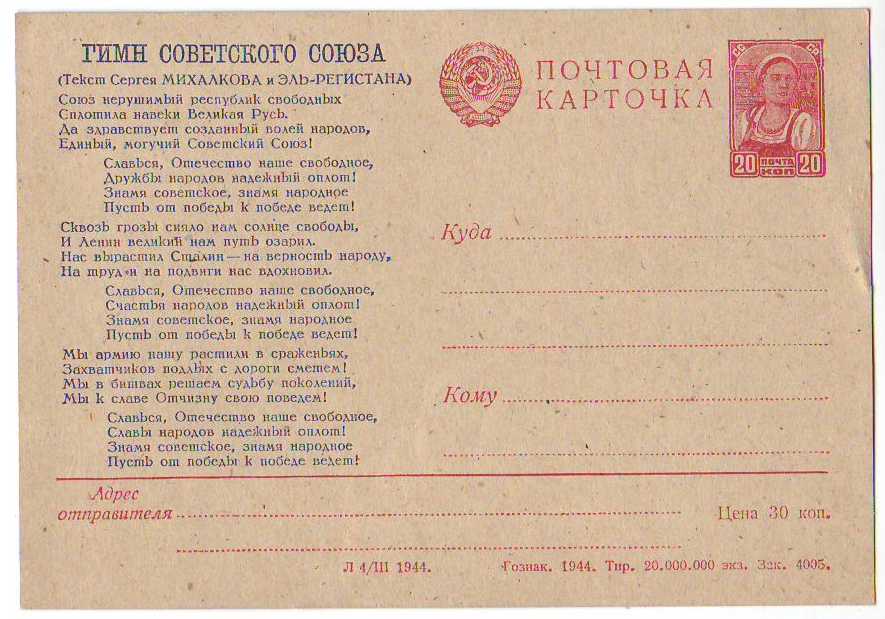 ГИМН СОВЕТСКОГО СОЮЗА
(Текст Сергея МИХАЛКОВА и ЭЛЬ-РЕГИСТАНА)
Союз нерушимый республик свободных
Сплотила навеки Великая Русь.
Да здравствует созданный волей народов,
Единый, могучий Советский Союз!
Славься, Отечество наше свободное,
Дружбы народов надежный оплот!
Знамя советское, знамя народное
Пусть от победы к победе ведет!
Сквозь грозы сияло нам солнце свободы,
И Ленин великий нам путь озарил.
Нас вырастил Сталин — на верность народу,
На труд и на подвиги нас вдохновил.
Славься, Отечество наше свободное,
Счастья народов надежный оплот!
Знамя советское, знамя народное
Пусть от победы к победе ведет!
Мы армию нашу растили в сраженьях,
Захватчиков подлых с дороги сметем!
Мы в битвах решаем судьбу поколений,
Мы к славе Отчизну свою поведем!
Славься, Отечество наше свободное,
Славы народов надежный оплот!
Знамя советское, знамя народное
Пусть от победы к победе ведет!
ПОЧТОВАЯ
КАРТОЧКА
СС СР
20 ПОЧТА КОП 20
Куда
Кому
Адрес
отправителя
Цена 30 коп.
Л 4/III 1944.
Гознак. 1944. Тир. 20.000.000 экз. Зак. 4005.